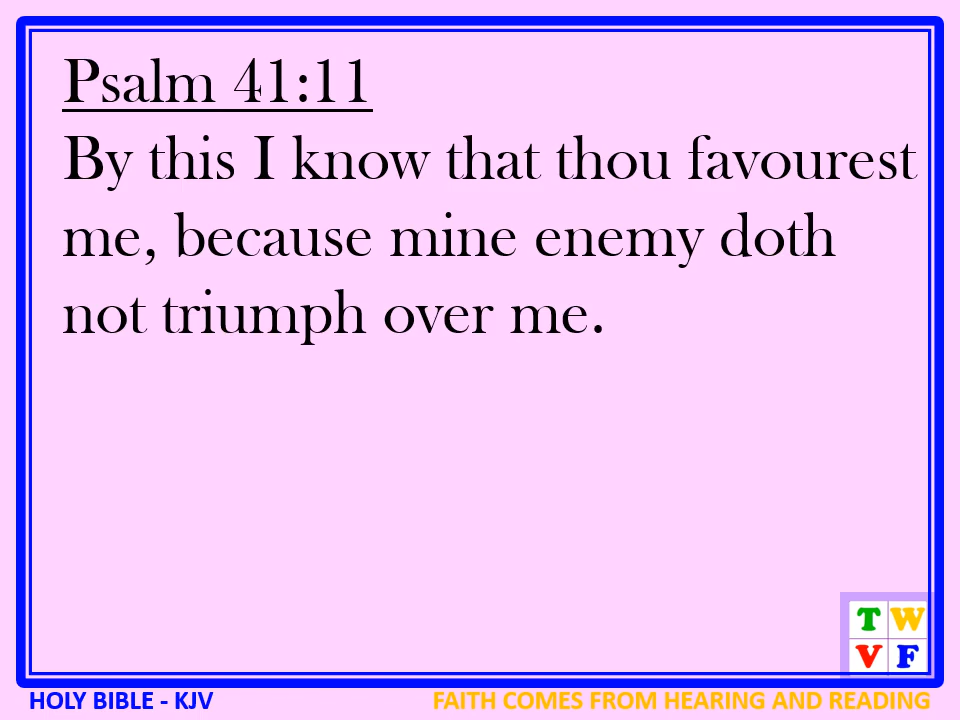 Psalm 41:11
By this I know that thou favourest
me, because mine enemy doth
not triumph over me.
T W
V F
HOLY BIBLE - KJV
FAITH COMES FROM HEARING AND READING